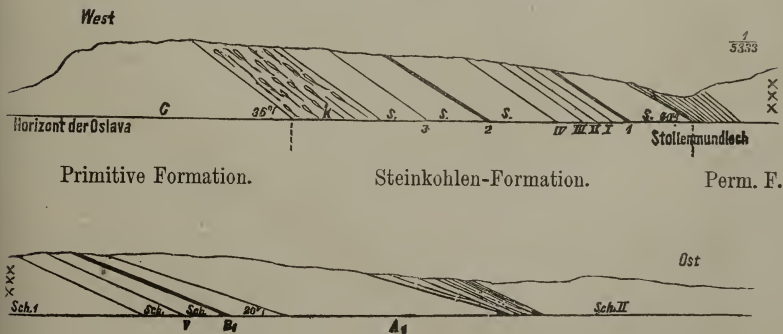 West
1
5333
× × ×
G 35° K S. S. S. S.
Horizont der Oslava 3 2 IV III II I 1 Stollenmundloch
Primitive Formation. Steinkohlen-Formation. Perm. F.
Ost
× × ×
Sch. I Sch. Sch. 20° Sch. II
V B1 A1